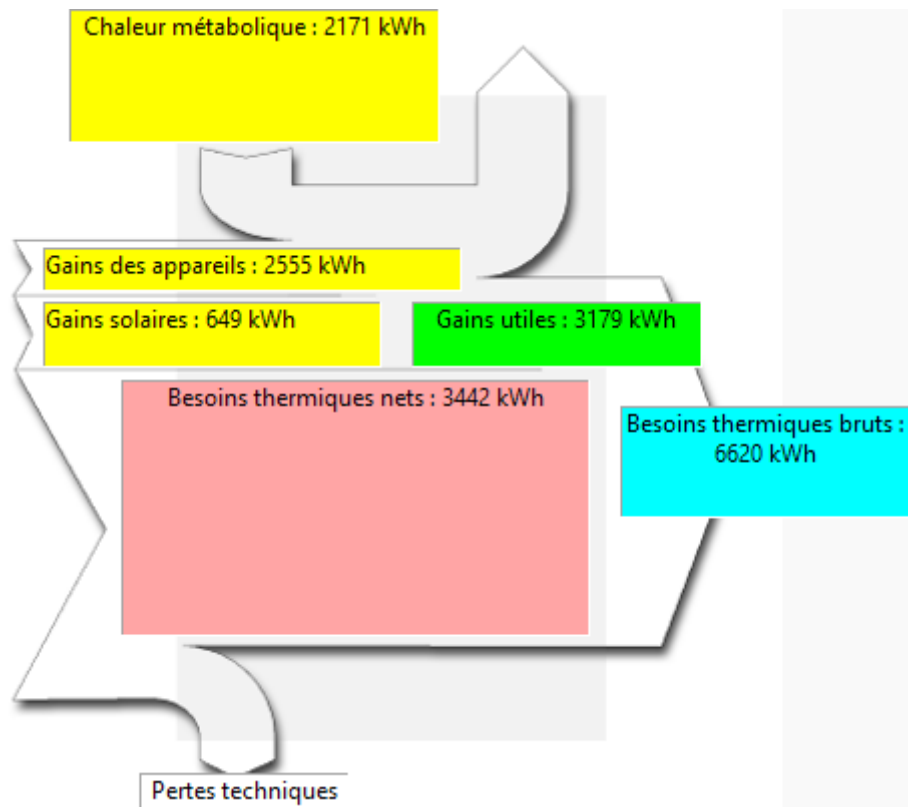 Chaleur métabolique : 2171 kWh
Gains des appareils : 2555 kWh
Gains solaires : 649 kWh
Gains utiles : 3179 kWh
Besoins thermiques nets : 3442 kWh
Besoins thermiques bruts :
6620 kWh
Pertes techniques